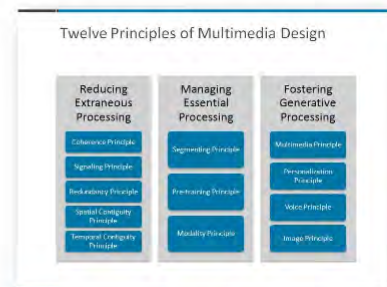 Twelve Principles of Multimedia Design
Reducing
Extraneous
Processing
Coherence Principle
Signaling Principle
Redundancy Principle
Spatial Contiguity
Principle
Temporal Contiguity
Principle
Managing
Essential
Processing
Segmenting Principle
Pretraining Principle
Modality Principle
Fostering
Generative
Processing
Multimedia Principle
Personalization
Principle
Voice Principle
Image Principle